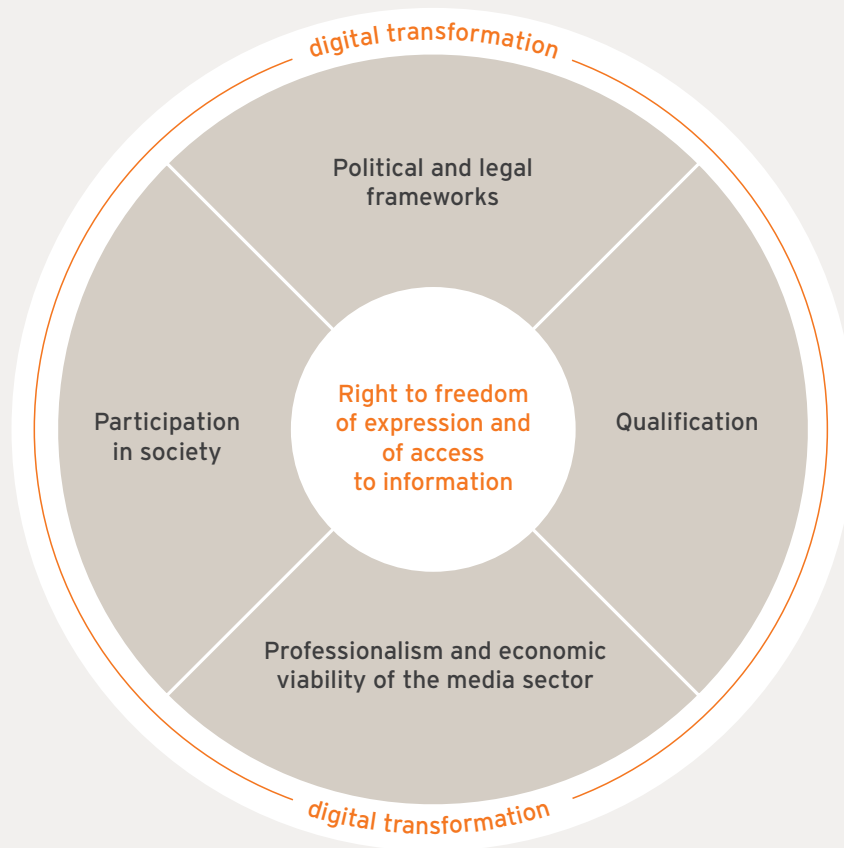 digital transformation
Political and legal
frameworks
Participation
in society
Right to freedom
of expression and
of access
to information
Qualification
Professionalism and economic
viability of the media sector
digital transformation